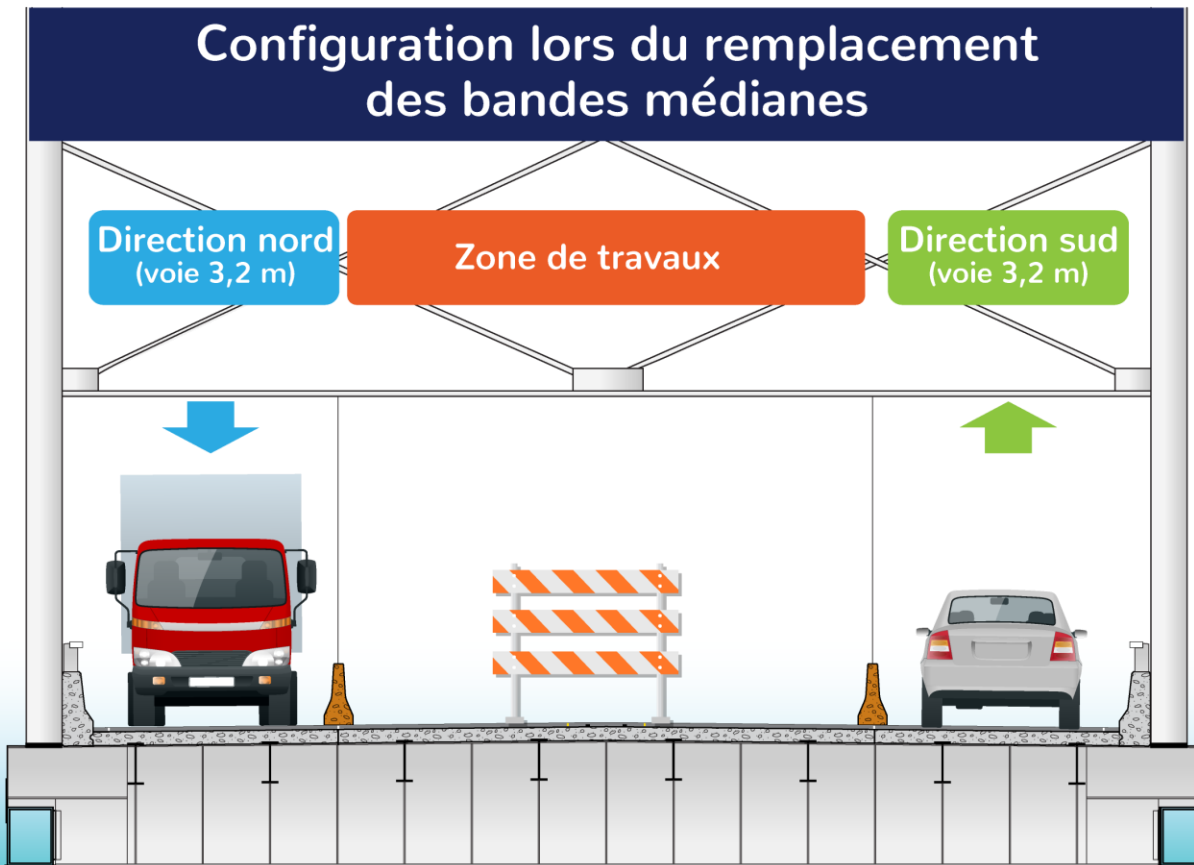 Configuration lors du remplacement
des bandes médianes
Direction nord
(voie 3,2 m)
Zone de travaux
Direction sud
(voie 3,2 m)